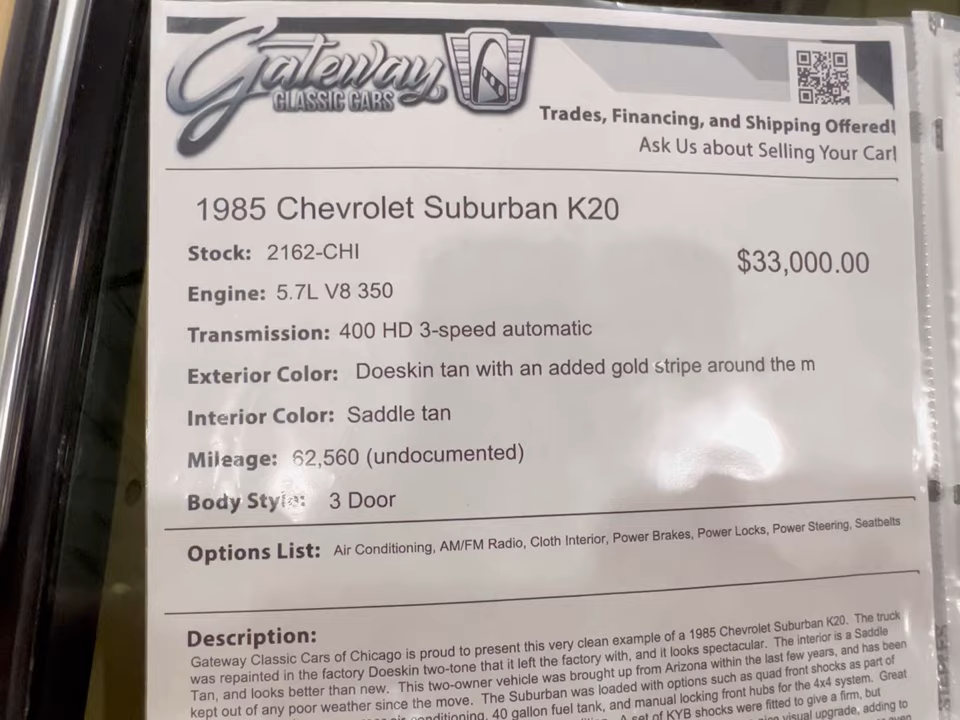 Gateway
CLASSIC CARS
Trades, Financing, and Shipping Offered!
Ask Us about Selling Your Car!
1985 Chevrolet Suburban K20
Stock: 2162-CHI
$33,000.00
Engine: 5.7L V8 350
Transmission: 400 HD 3-speed automatic
Exterior Color: Doeskin tan with an added gold stripe around the m
Interior Color: Saddle tan
Mileage: 62,560 (undocumented)
Body Style: 3 Door
Options List: Air Conditioning, AM/FM Radio, Cloth Interior, Power Brakes, Power Locks, Power Steering, Seatbelts
Description:
Gateway Classic Cars of Chicago is proud to present this very clean example of a 1985 Chevrolet Suburban K20. The truck
was repainted in the factory Doeskin two-tone that it left the factory with, and it looks spectacular. The interior is a Saddle
Tan, and looks better than new. This two-owner vehicle was brought up from Arizona within the last few years, and has been
kept out of any poor weather since the move. The Suburban was loaded with options such as quad front shocks as part of
conditioning, 40 gallon fuel tank, and manual locking front hubs for the 4x4 system. Great
A set of KYB shocks were fitted to give a firm, but
visual upgrade, adding to